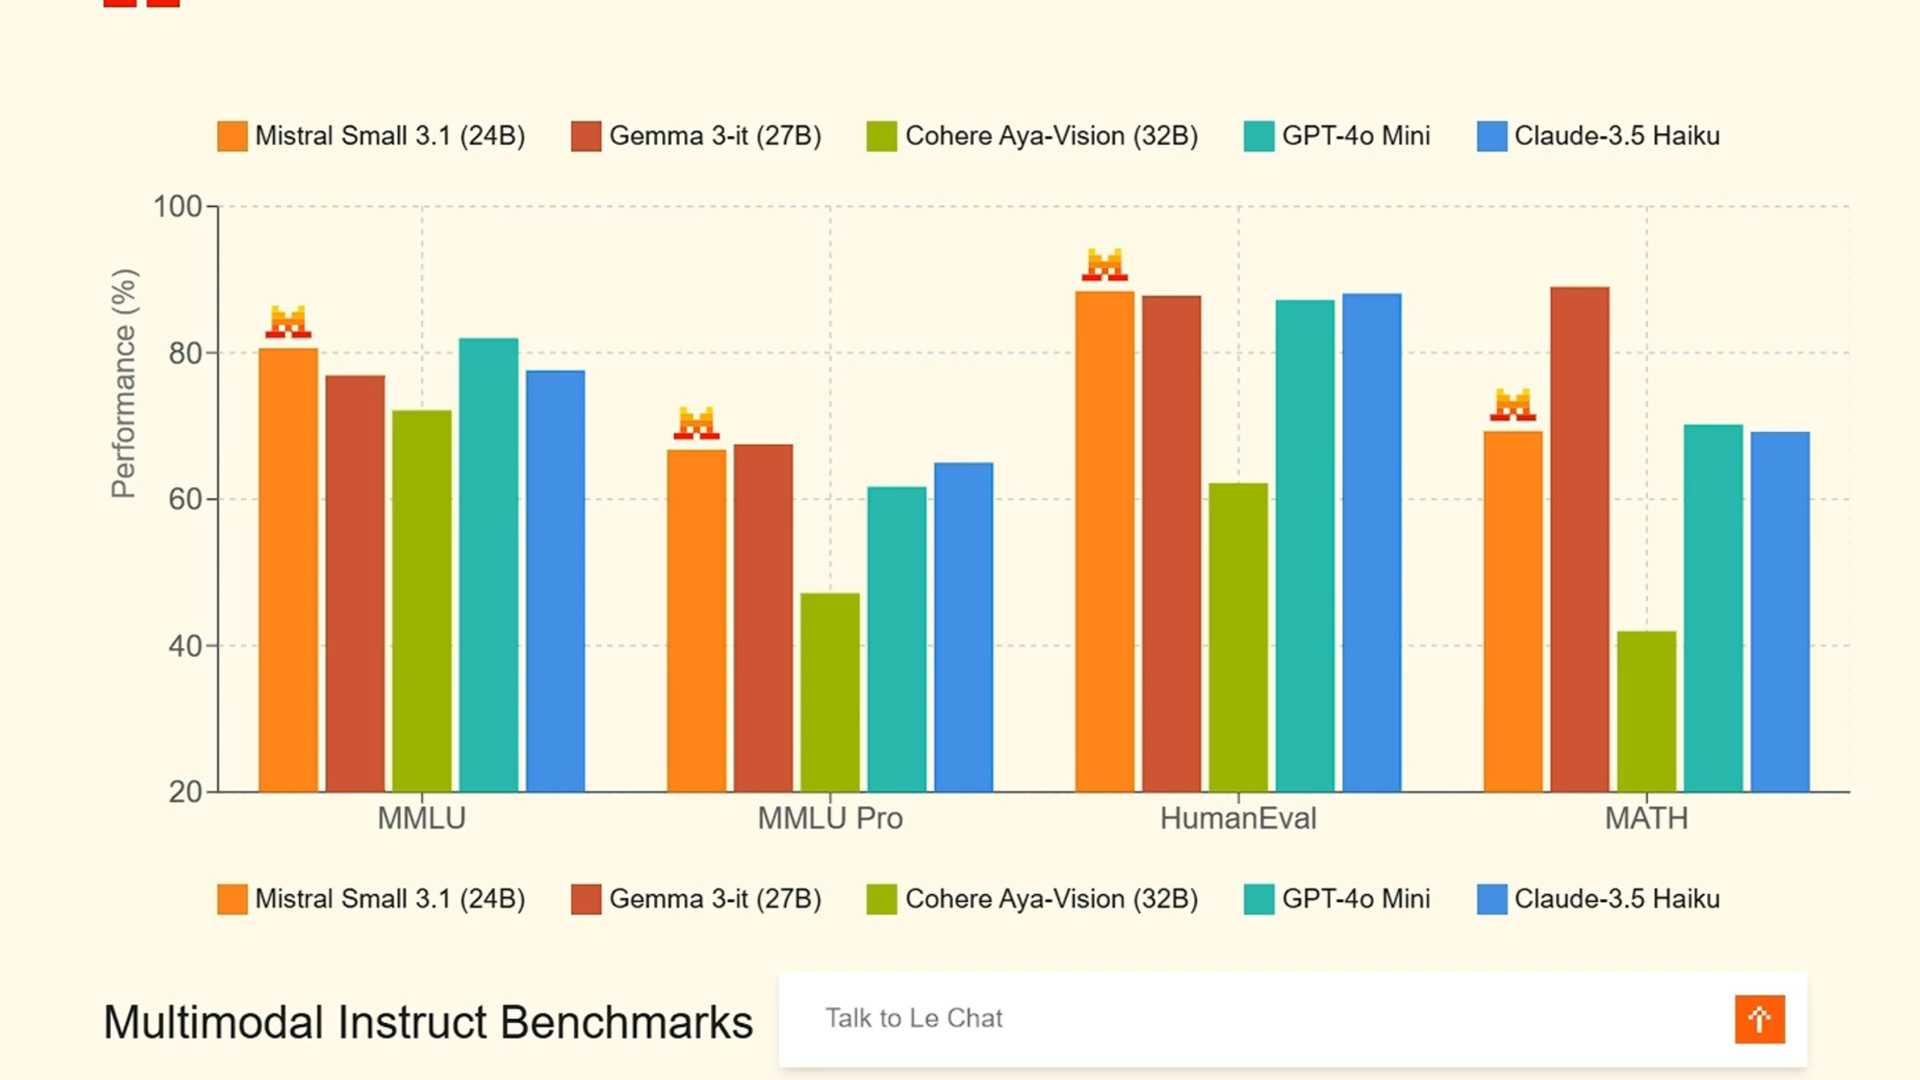 Mistral Small 3.1 (24B) Gemma 3-it (27B) Cohere Aya-Vision (32B) GPT-4o Mini Claude-3.5 Haiku
Performance (%)
100
80
60
40
20
MMLU MMLU Pro HumanEval MATH
Mistral Small 3.1 (24B) Gemma 3-it (27B) Cohere Aya-Vision (32B) GPT-4o Mini Claude-3.5 Haiku
Multimodal Instruct Benchmarks
Talk to Le Chat